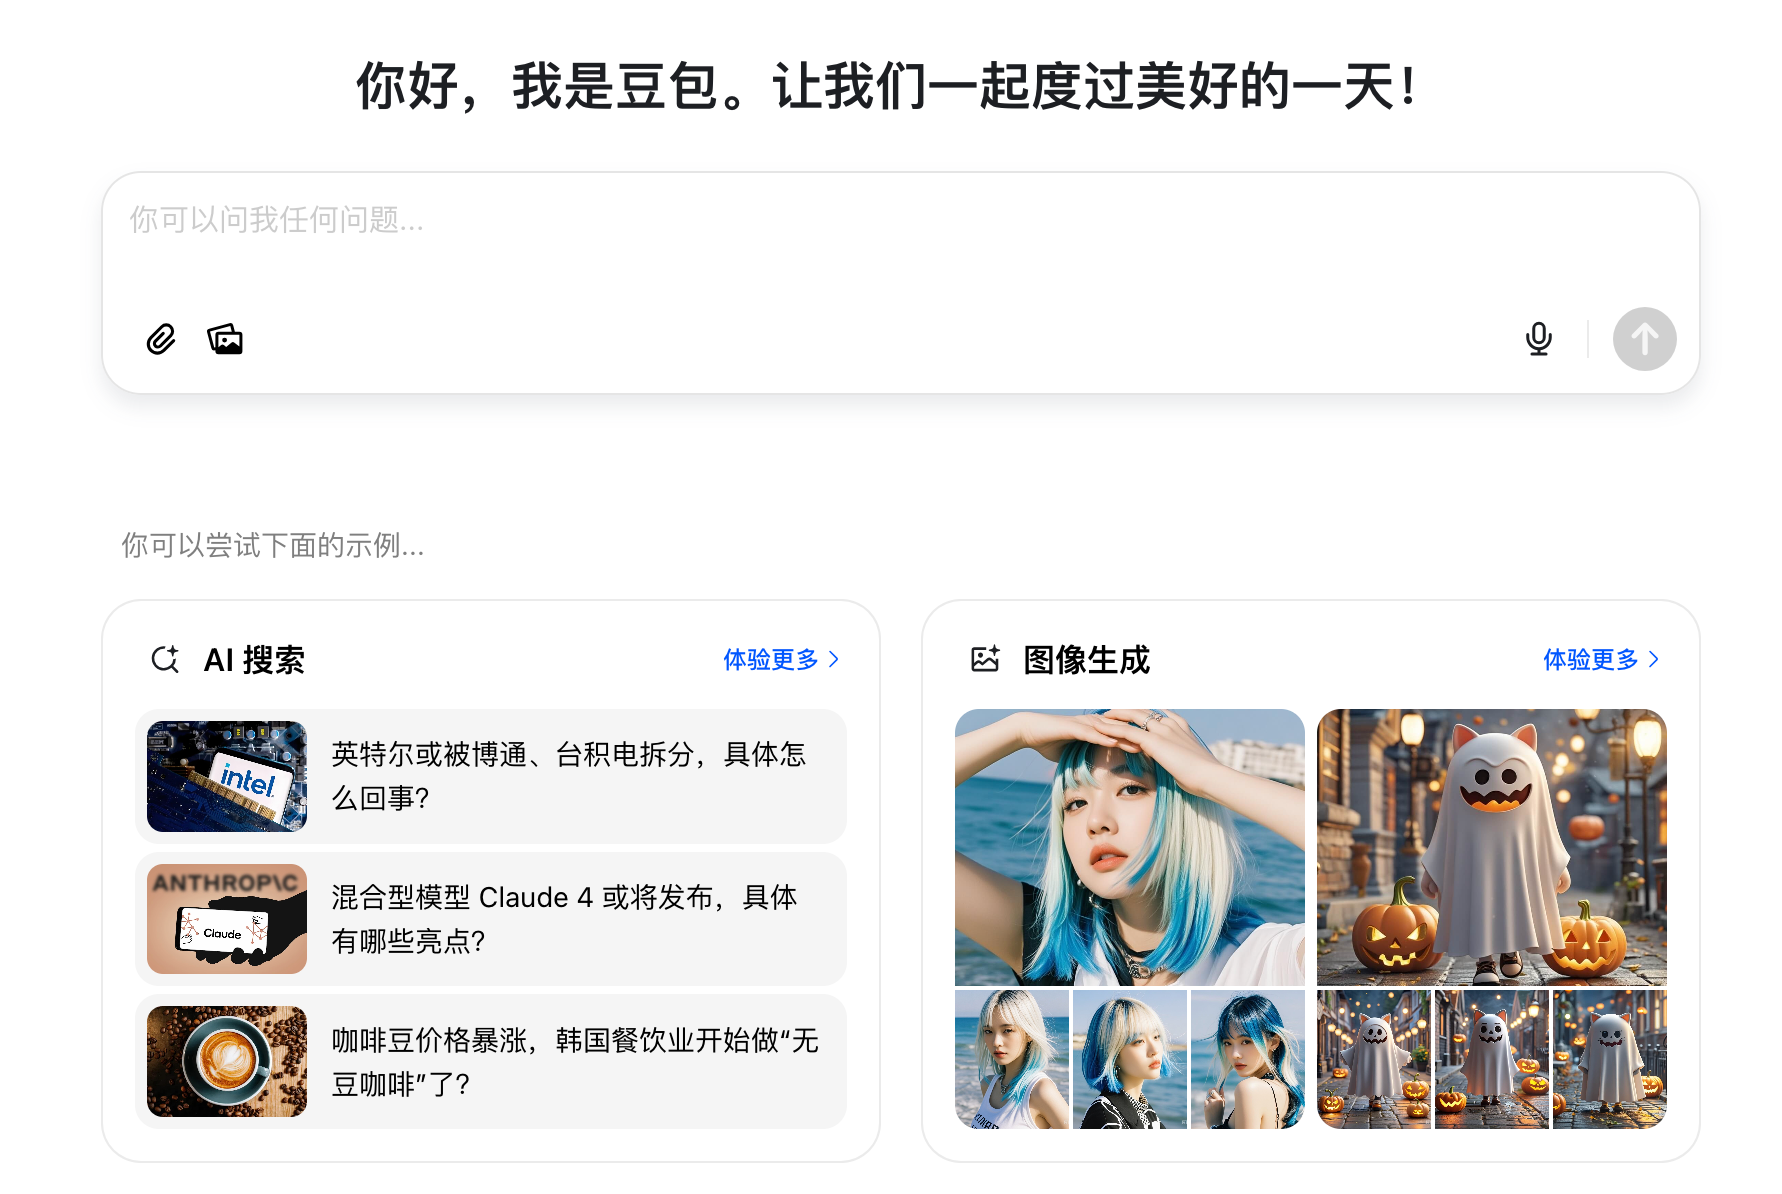 你好，我是豆包。让我们一起度过美好的一天！
你可以问我任何问题...
你可以尝试下面的示例...
AI 搜索
体验更多
intel
英特尔或被博通、台积电拆分，具体怎
么回事？
ANTHROP\C
Claude
混合型模型 Claude 4 或将发布，具体
有哪些亮点？
咖啡豆价格暴涨，韩国餐饮业开始做“无
豆咖啡”了？
图像生成
体验更多